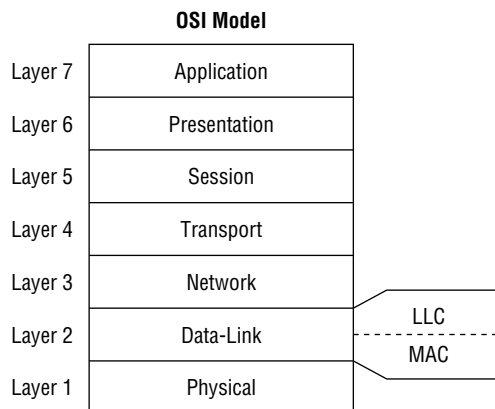 OSI Model
Layer 7 Application
Layer 6 Presentation
Layer 5 Session
Layer 4 Transport
Layer 3 Network
LLC
Layer 2 Data-Link
MAC
Layer 1 Physical